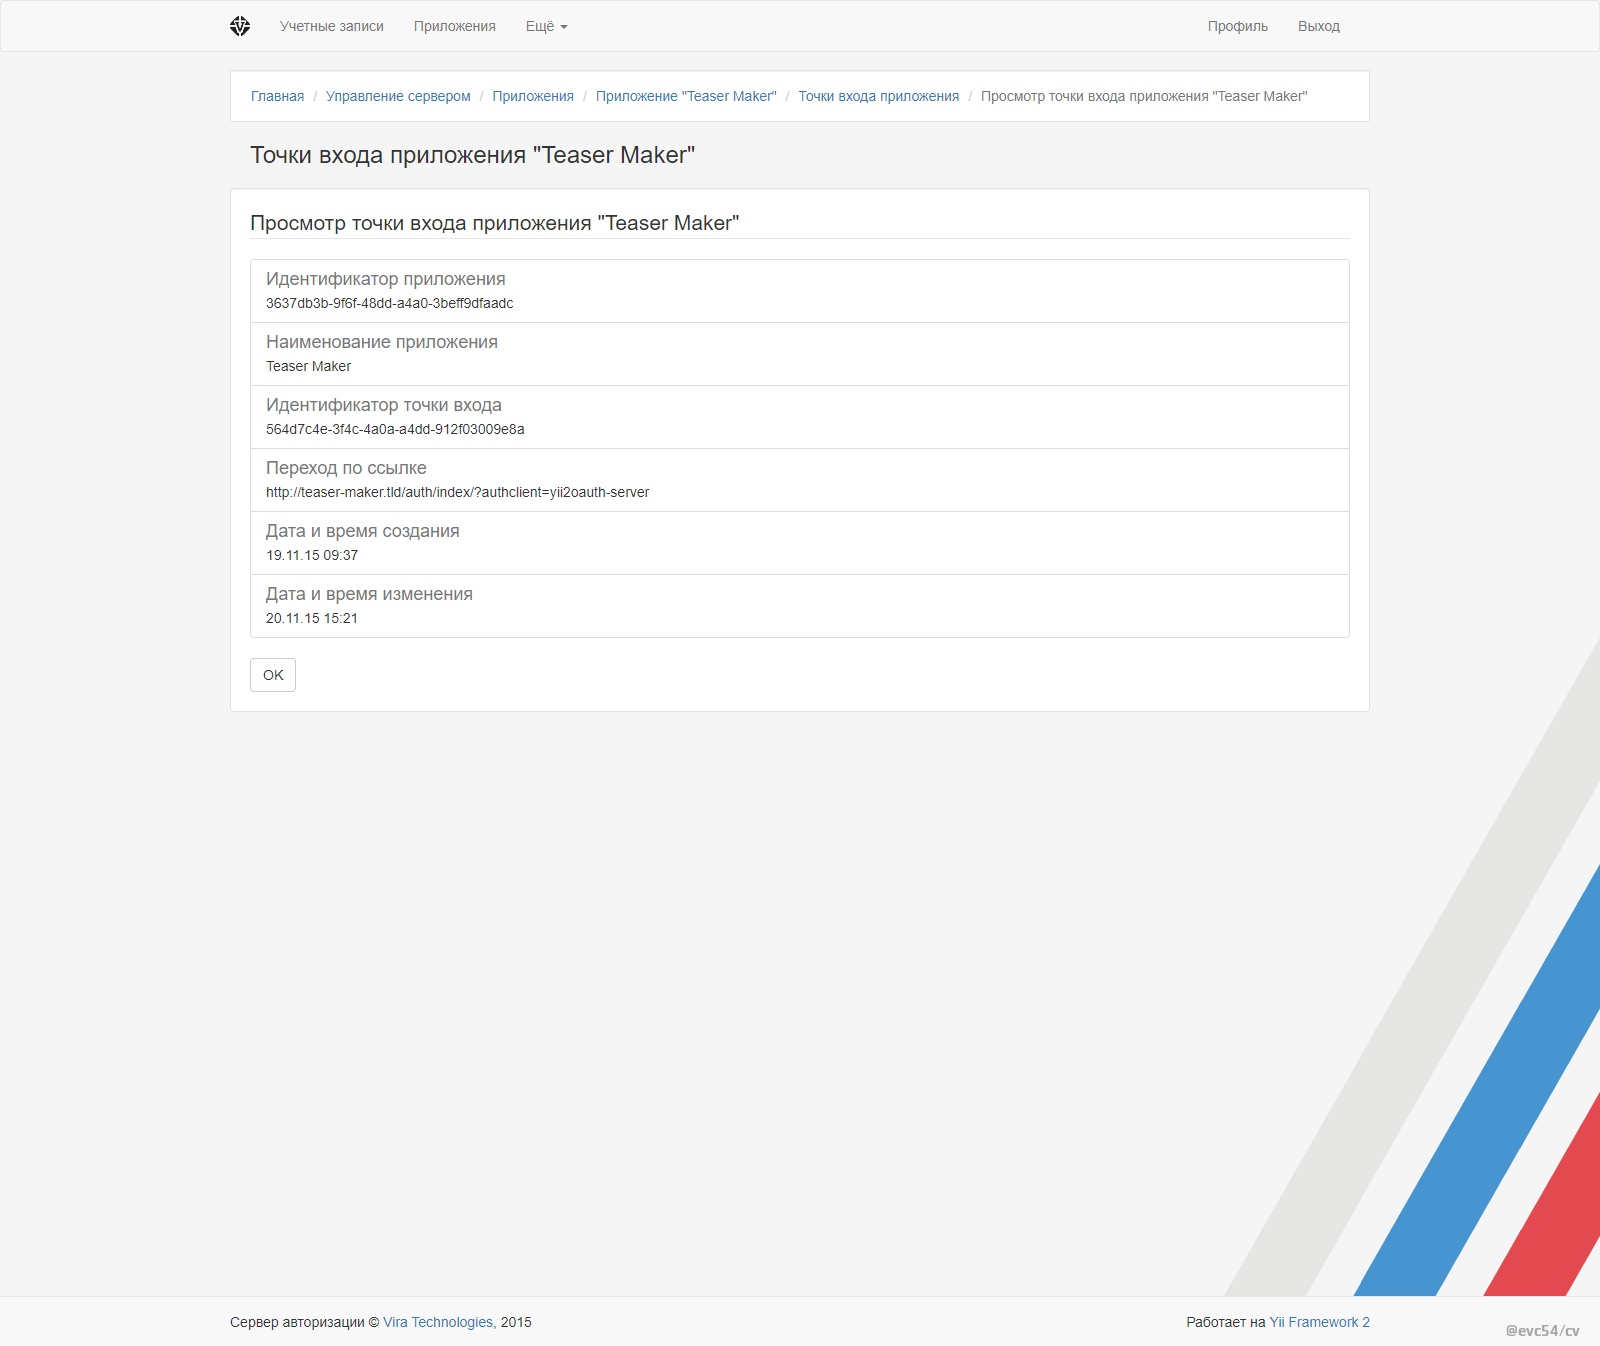 Учетные записи Приложения Ещё Профиль Выход
Главная / Управление сервером / Приложения / Приложение "Teaser Maker" / Точки входа приложения / Просмотр точки входа приложения "Teaser Maker"
Точки входа приложения "Teaser Maker"
Просмотр точки входа приложения "Teaser Maker"
Идентификатор приложения
3637db3b-9f6f-48dd-a4a0-3beff9dfaadc
Наименование приложения
Teaser Maker
Идентификатор точки входа
564d7c4e-3f4c-4a0a-a4dd-912f03009e8a
Переход по ссылке
http://teaser-maker.tld/auth/index/?authclient=yii2oauth-server
Дата и время создания
19.11.15 09:37
Дата и время изменения
20.11.15 15:21
OK
Сервер авторизации © Vira Technologies, 2015 Работает на Yii Framework 2
@evc54/cv